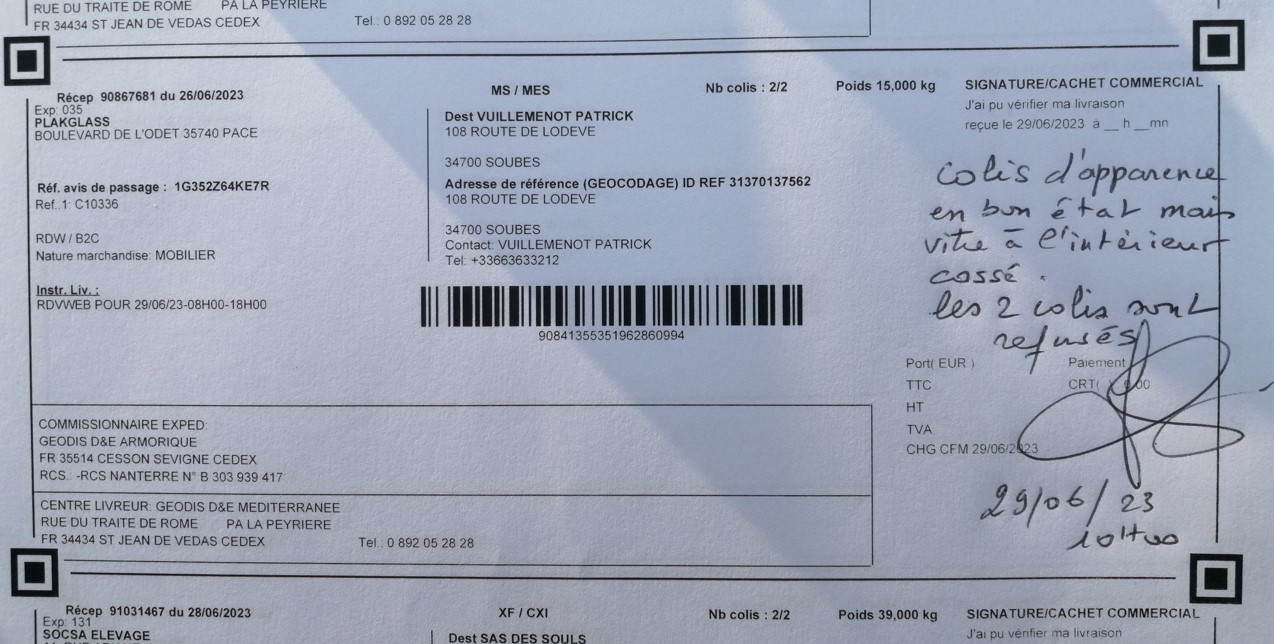 RUE DU TRAITE DE ROME PA LA PEYRIERE
FR 34434 ST JEAN DE VEDAS CEDEX Tel.: 0 892 05 28 28
Récep 90867681 du 26/06/2023
Exp: 035
PLAKGLASS
BOULEVARD DE L'ODET 35740 PACE
Réf. avis de passage : 1G352Z64KE7R
Ref..1: C10336
RDW / B2C
Nature marchandise: MOBILIER
Instr. Liv. :
RDVWEB POUR 29/06/23-08H00-18H00
MS / MES
Nb colis : 2/2
Poids 15,000 kg
Dest VUILLEMENOT PATRICK
108 ROUTE DE LODEVE
34700 SOUBES
Adresse de référence (GEOCODAGE) ID REF 31370137562
108 ROUTE DE LODEVE
34700 SOUBES
Contact: VUILLEMENOT PATRICK
Tel: +33663633212
90841355351962860994
SIGNATURE/CACHET COMMERCIAL
J'ai pu vérifier ma livraison
reçue le 29/06/2023 à __ h __mn
colis d'apparence
en bon état mais
vitre à l'intérieur
cassé.
les 2 colis sont
refusés
Port( EUR ) Paiement
TTC CRT( ) 0.00
HT
TVA
CHG CFM 29/06/2023
29/06/23
10H00
COMMISSIONNAIRE EXPED:
GEODIS D&E ARMORIQUE
FR 35514 CESSON SEVIGNE CEDEX
RCS.: -RCS NANTERRE N° B 303 939 417
CENTRE LIVREUR: GEODIS D&E MEDITERRANEE
RUE DU TRAITE DE ROME PA LA PEYRIERE
FR 34434 ST JEAN DE VEDAS CEDEX Tel.: 0 892 05 28 28
Récep 91031467 du 28/06/2023
Exp: 131
SOCSA ELEVAGE
XF / CXI
Nb colis : 2/2
Poids 39,000 kg
Dest SAS DES SOULS
SIGNATURE/CACHET COMMERCIAL
J'ai pu vérifier ma livraison